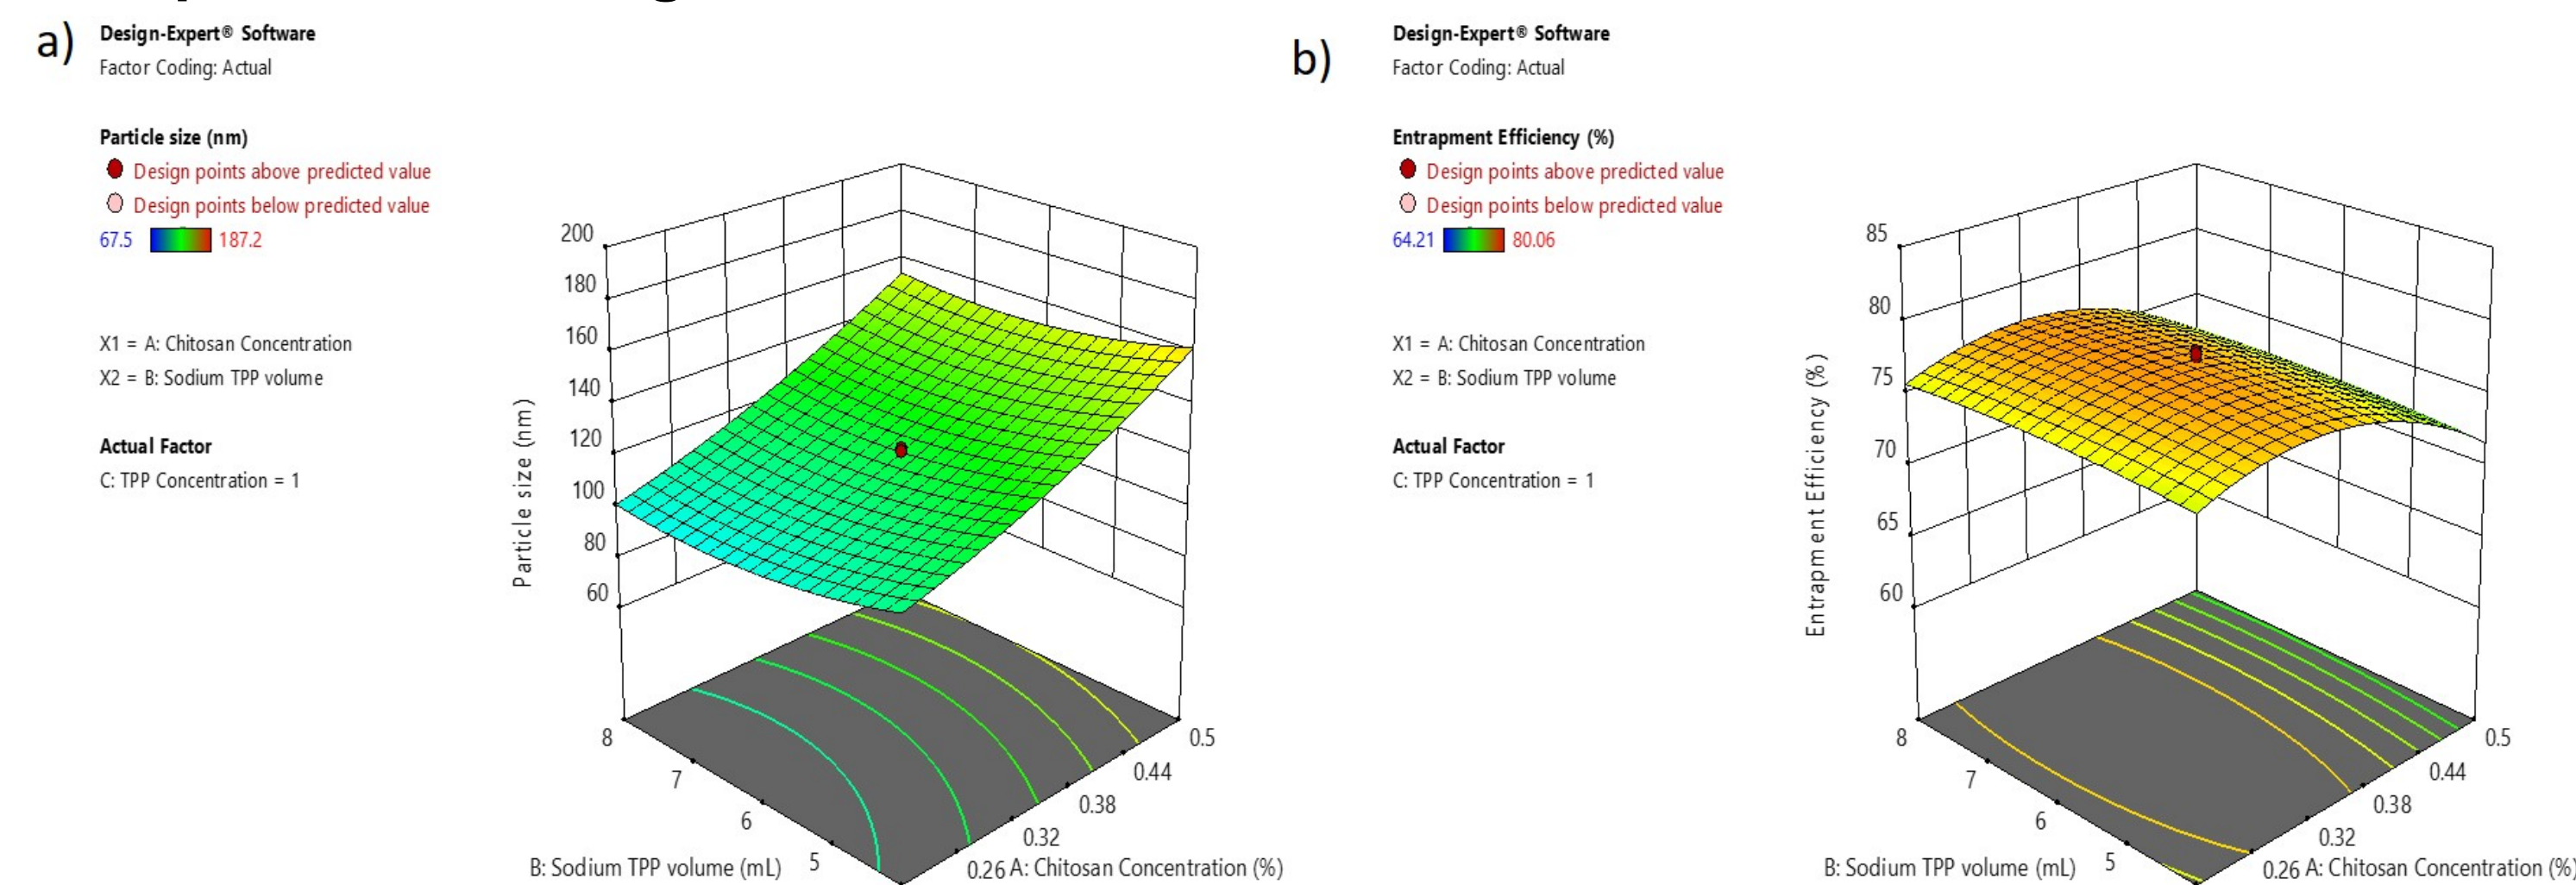 a)
Design-Expert® Software
Factor Coding: Actual
Particle size (nm)
Design points above predicted value
Design points below predicted value
67.5 187.2
X1 = A: Chitosan Concentration
X2 = B: Sodium TPP volume
Actual Factor
C: TPP Concentration = 1
Particle size (nm)
200
180
160
140
120
100
80
60
8
7
6
5
B: Sodium TPP volume (mL)
0.5
0.44
0.38
0.32
0.26
A: Chitosan Concentration (%)
b)
Design-Expert® Software
Factor Coding: Actual
Entrapment Efficiency (%)
Design points above predicted value
Design points below predicted value
64.21 80.06
X1 = A: Chitosan Concentration
X2 = B: Sodium TPP volume
Actual Factor
C: TPP Concentration = 1
Entrapment Efficiency (%)
85
80
75
70
65
60
8
7
6
5
B: Sodium TPP volume (mL)
0.5
0.44
0.38
0.32
0.26
A: Chitosan Concentration (%)